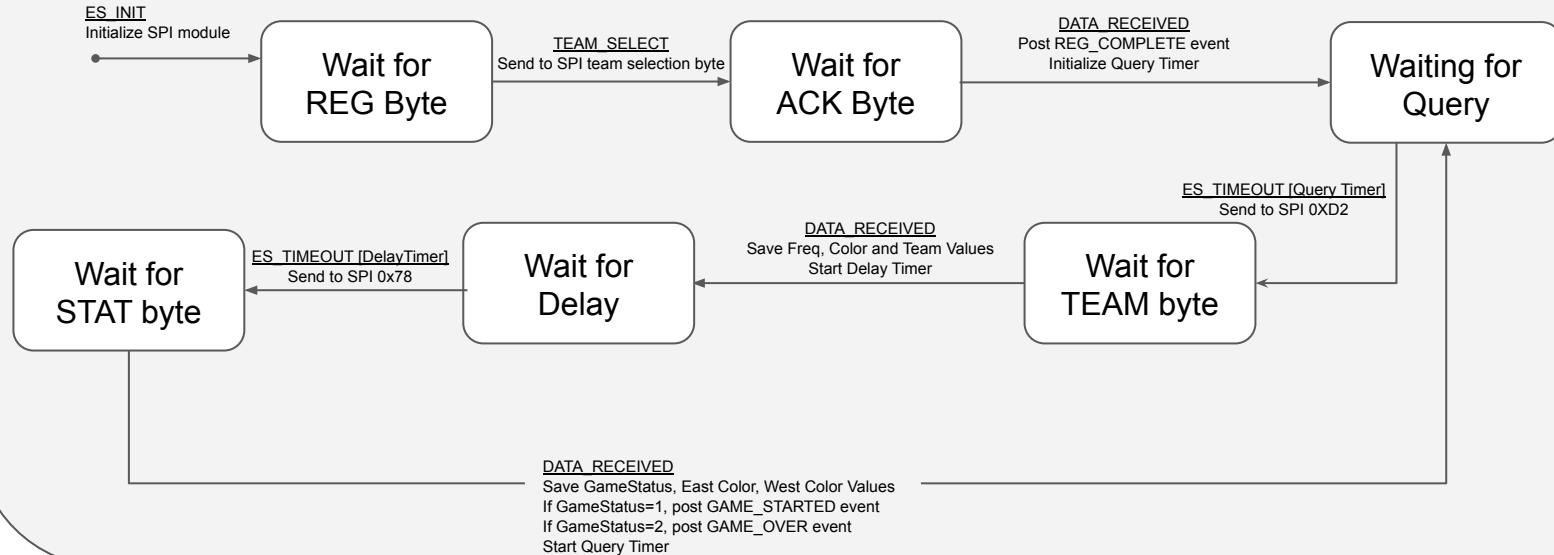 ES_INIT
Initialize SPI module
Wait for
REG Byte
TEAM_SELECT
Send to SPI team selection byte
Wait for
ACK Byte
DATA_RECEIVED
Post REG_COMPLETE event
Initialize Query Timer
Waiting for
Query
ES_TIMEOUT [Query Timer]
Send to SPI 0XD2
Wait for
TEAM byte
DATA_RECEIVED
Save Freq, Color and Team Values
Start Delay Timer
Wait for
Delay
ES_TIMEOUT [DelayTimer]
Send to SPI 0x78
Wait for
STAT byte
DATA_RECEIVED
Save GameStatus, East Color, West Color Values
If GameStatus=1, post GAME_STARTED event
If GameStatus=2, post GAME_OVER event
Start Query Timer